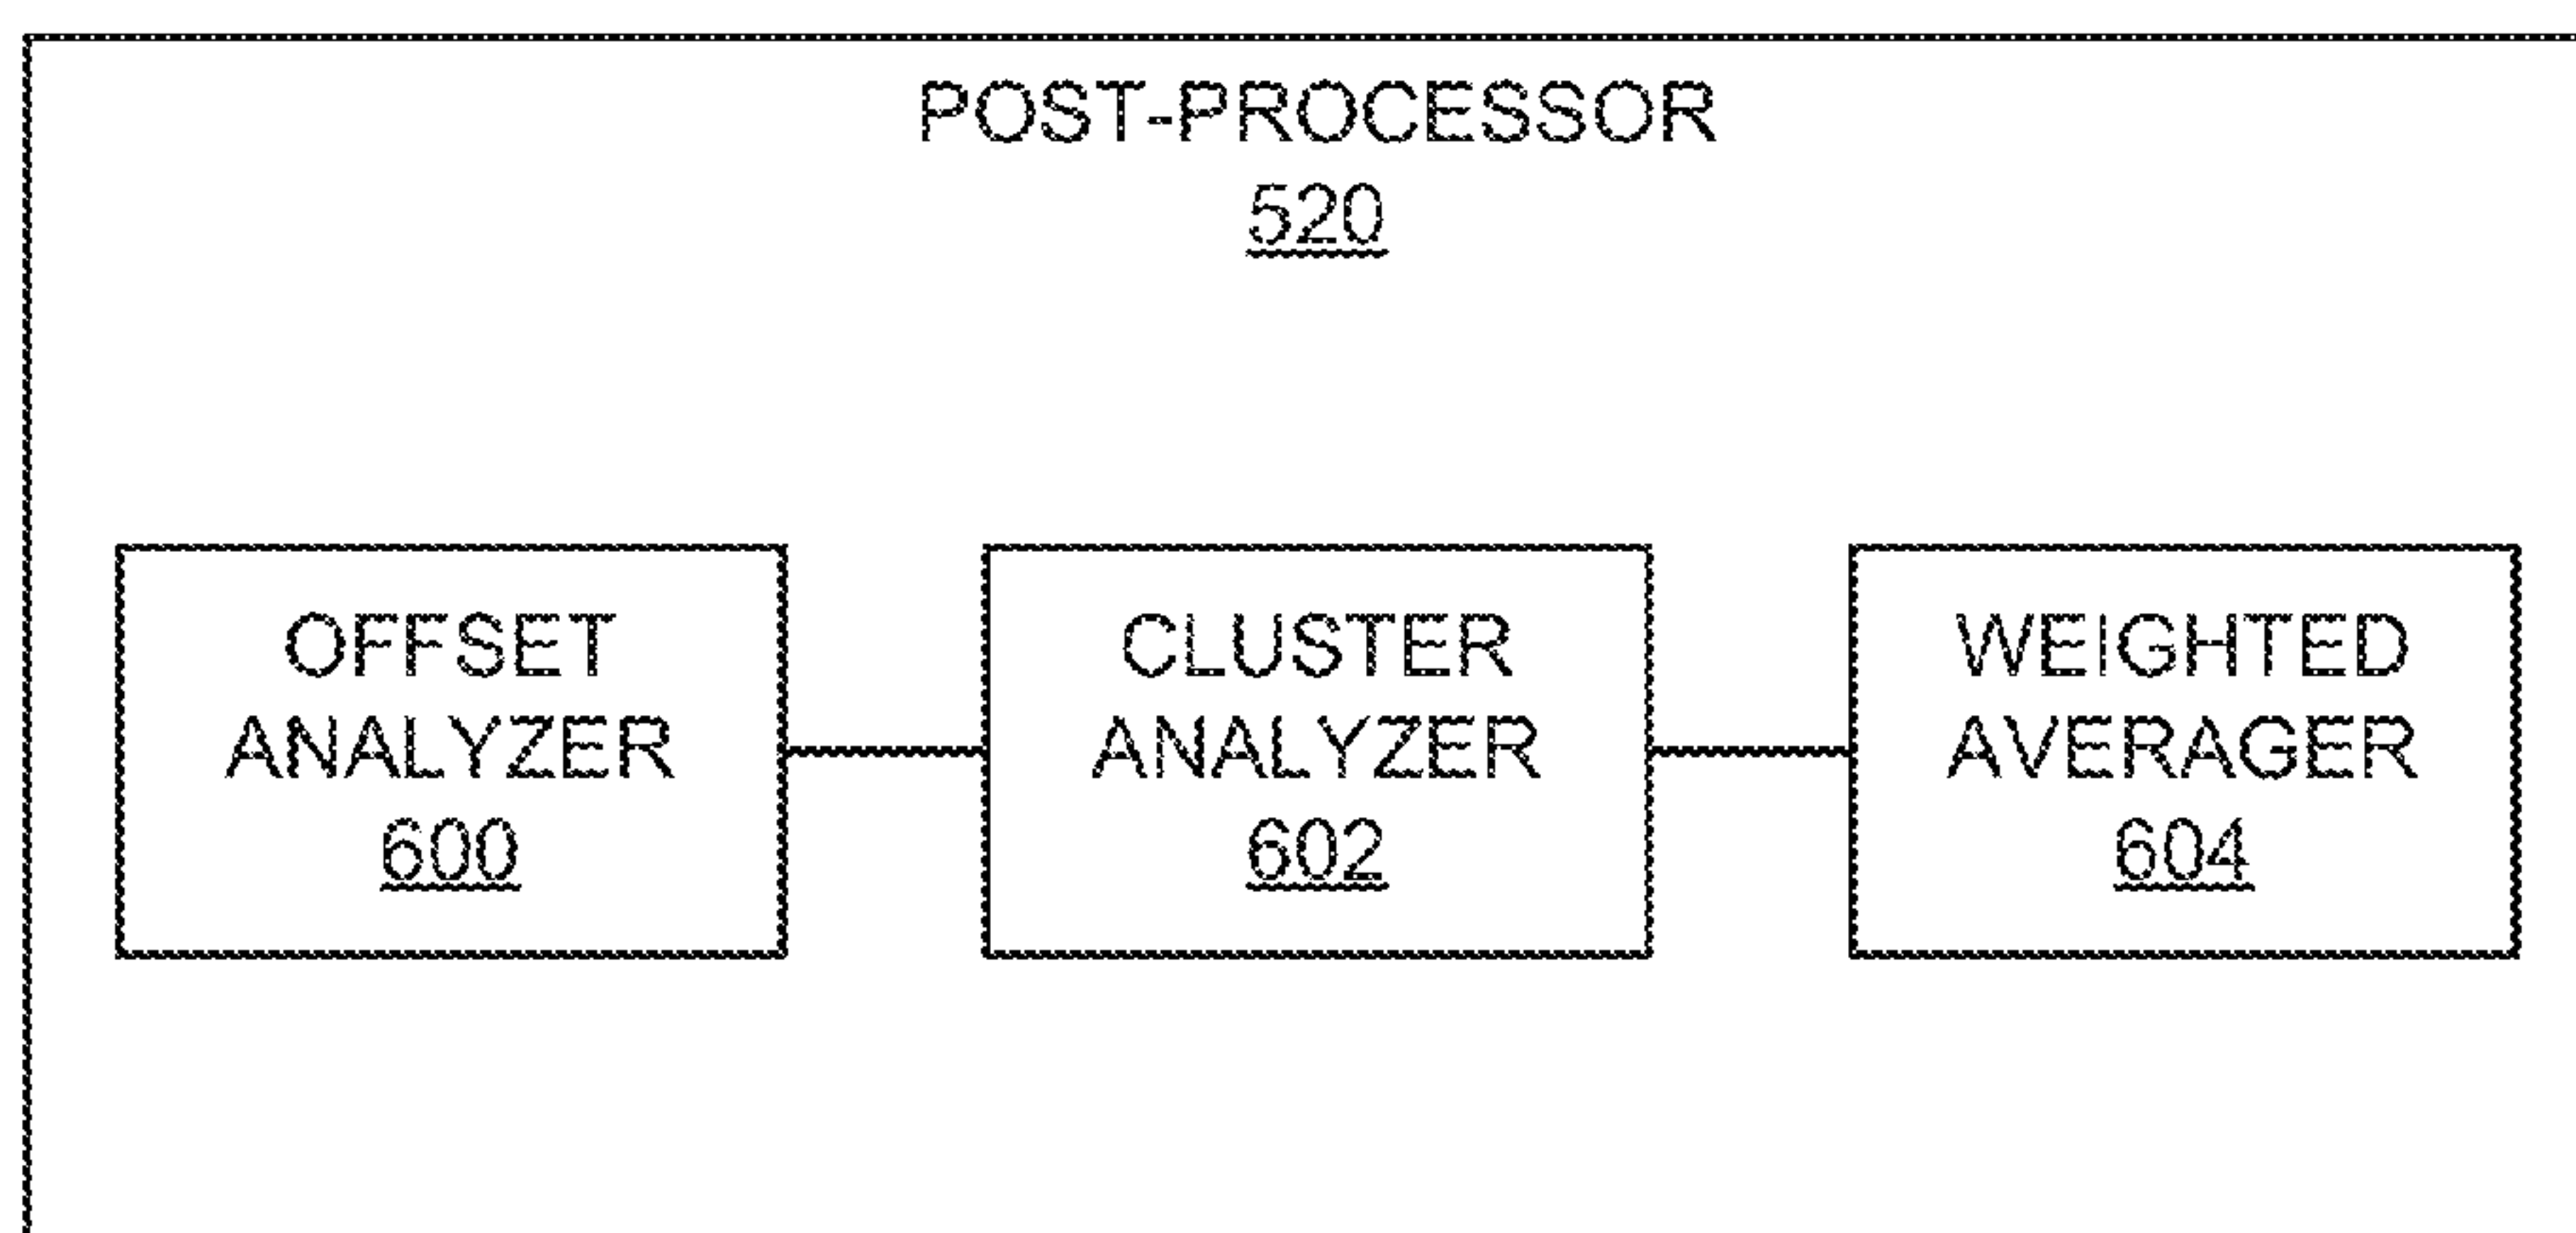 POST-PROCESSOR
520
OFFSET
ANALYZER
600
CLUSTER
ANALYZER
602
WEIGHTED
AVERAGER
604